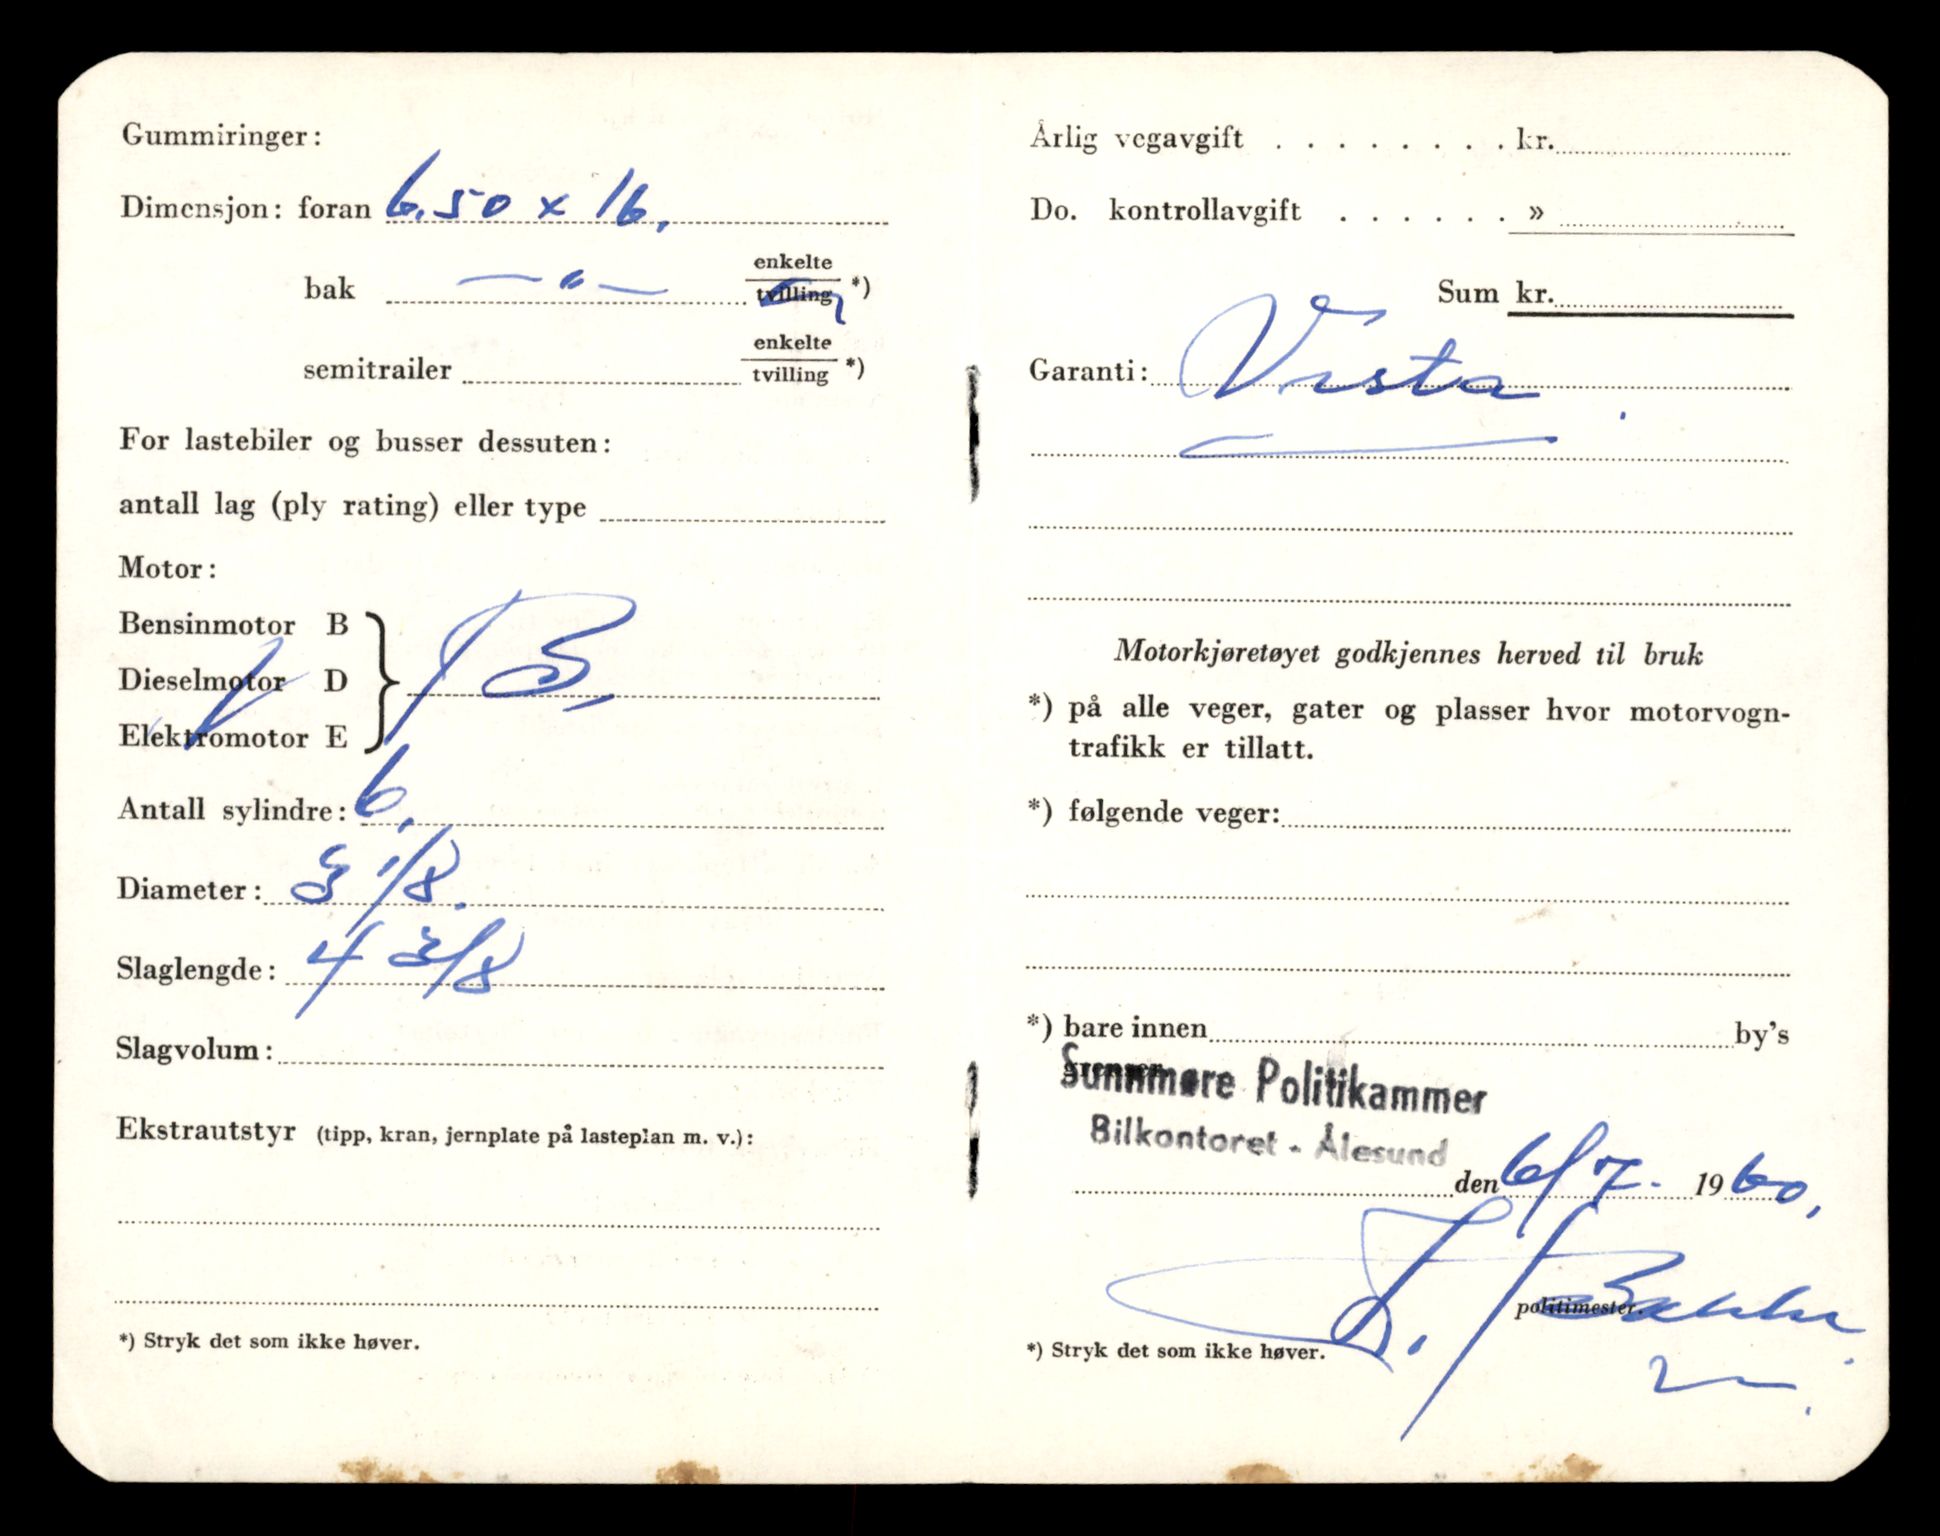 Gummiringer:
Dimensjon: foran 6.50 x 16.
bak — " — enkelte
tvilling *)
semitrailer enkelte
tvilling *)
For lastebiler og busser dessuten:
antall lag (ply rating) eller type
Motor:
Bensinmotor B
Dieselmotor D B.
Elektromotor E
Antall sylindre: 6.
Diameter: 3 1/8.
Slaglengde: 4 3/8
Slagvolum:
Ekstrautstyr (tipp, kran, jernplate på lasteplan m. v.):
*) Stryk det som ikke høver.
Årlig vegavgift . . . . . . . . kr.
Do. kontrollavgift . . . . . . »
Sum kr.
Garanti: Vesta
Motorkjøretøyet godkjennes herved til bruk
*) på alle veger, gater og plasser hvor motorvogn-
trafikk er tillatt.
*) følgende veger:
*) bare innen by's
grenser.
Sunnmøre Politikammer
Bilkontoret - Ålesund
den 6/7. 1960.
politimester.
*) Stryk det som ikke høver.